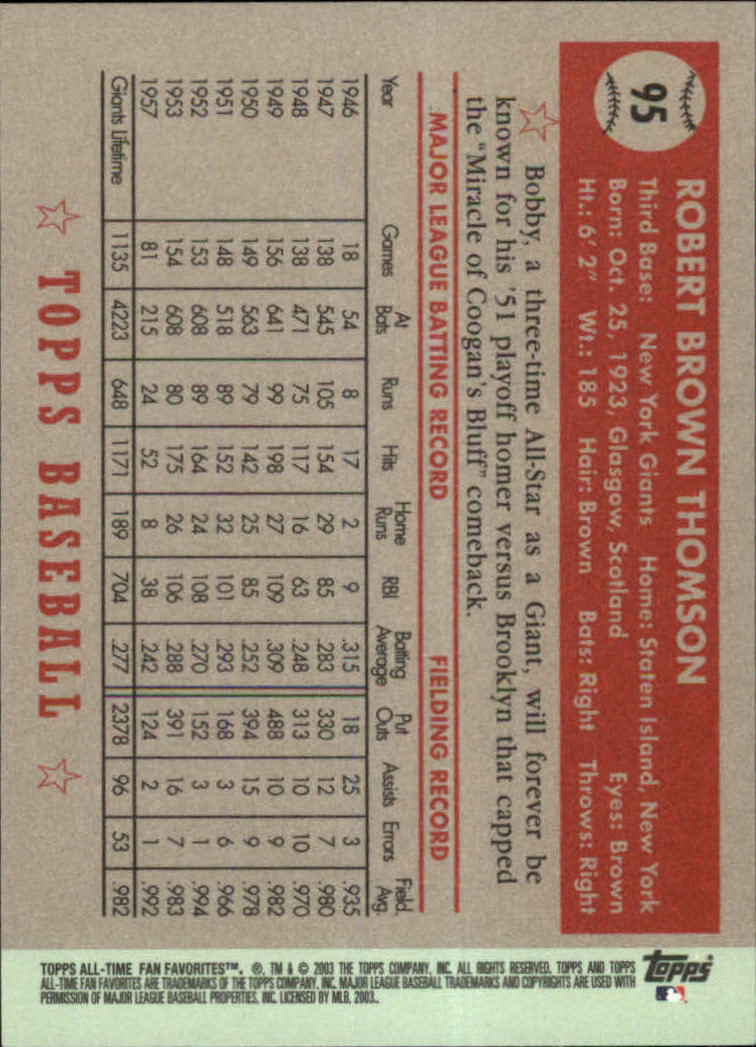 95
ROBERT BROWN THOMSON
Third Base: New York Giants Home: Staten Island, New York
Born: Oct. 25, 1923, Glasgow, Scotland Eyes: Brown
Ht.: 6' 2" Wt.: 185 Hair: Brown Bats: Right Throws: Right
Bobby, a three-time All-Star as a Giant, will forever be
known for his '51 playoff homer versus Brooklyn that capped
the "Miracle of Coogan's Bluff" comeback.
MAJOR LEAGUE BATTING RECORD FIELDING RECORD
Year Games At Bats Runs Hits Home Runs RBI Batting Average Put Outs Assists Errors Field. Avg.
1946 18 54 8 17 2 9 .315 18 25 3 .935
1947 138 545 105 154 29 85 .283 330 12 7 .980
1948 138 471 75 117 16 63 .248 313 10 10 .970
1949 156 641 99 198 27 109 .309 488 10 9 .982
1950 149 563 79 142 25 85 .252 394 15 9 .978
1951 148 518 89 152 32 101 .293 168 3 6 .966
1952 153 608 89 164 24 108 .270 152 3 1 .994
1953 154 608 80 175 26 106 .288 391 16 7 .983
1957 81 215 24 52 8 38 .242 124 2 1 .992
Giants Lifetime 1135 4223 648 1171 189 704 .277 2378 96 53 .982
TOPPS BASEBALL
topps
TOPPS ALL-TIME FAN FAVORITES™. ®, TM & © 2003 THE TOPPS COMPANY, INC. ALL RIGHTS RESERVED. TOPPS AND TOPPS
ALL-TIME FAN FAVORITES ARE TRADEMARKS OF THE TOPPS COMPANY, INC. MAJOR LEAGUE BASEBALL TRADEMARKS AND COPYRIGHTS ARE USED WITH
PERMISSION OF MAJOR LEAGUE BASEBALL PROPERTIES, INC. LICENSED BY MLB, 2003..